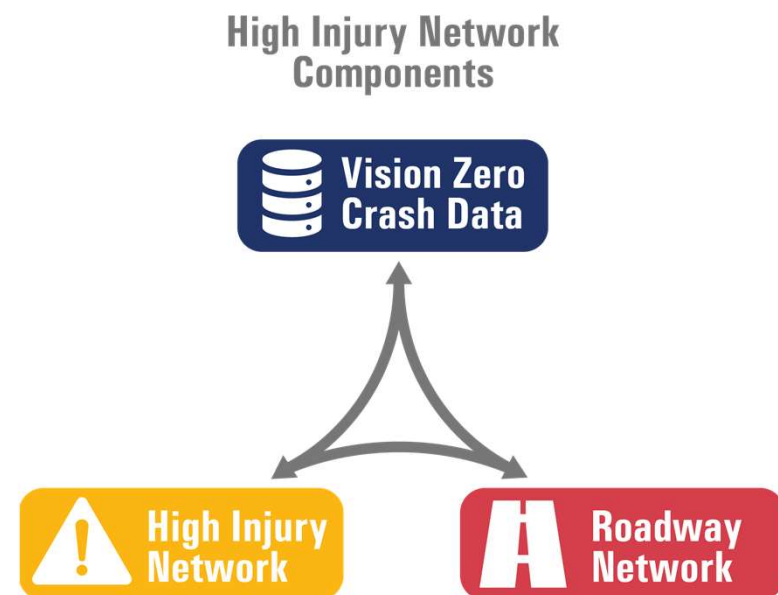 High Injury Network
Components
Vision Zero
Crash Data
High Injury
Network
Roadway
Network